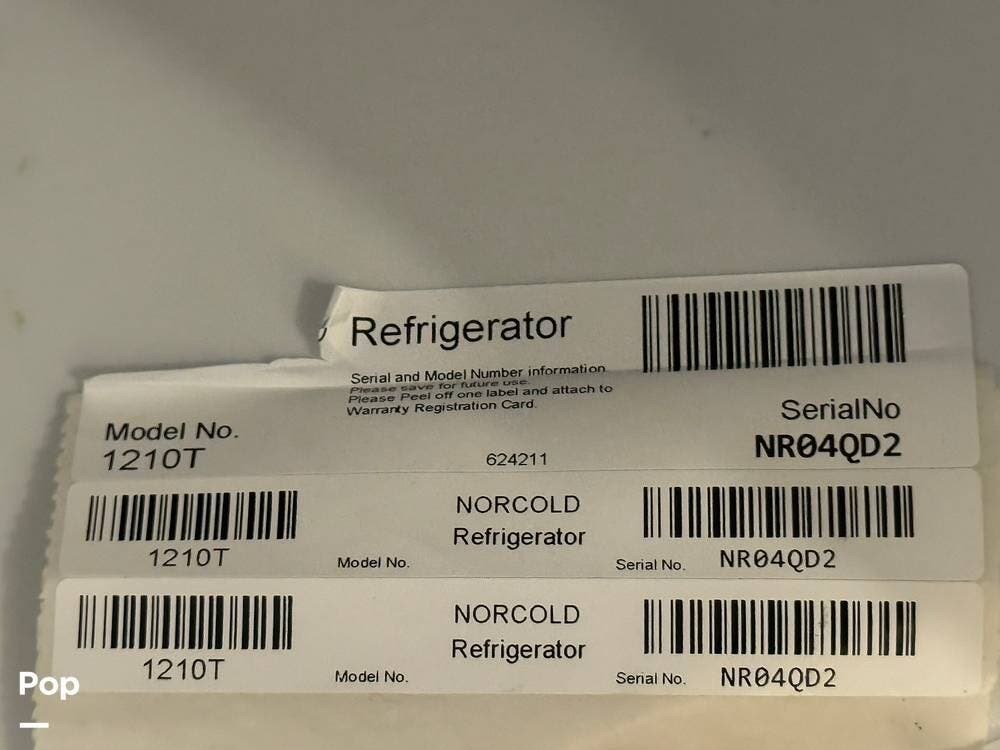 Refrigerator
Serial and Model Number information
Please save for future use.
Please Peel off one label and attach to
Warranty Registration Card.
Model No.
1210T
624211
SerialNo
NR04QD2
1210T
Model No.
NORCOLD
Refrigerator
Serial No.
NR04QD2
1210T
Model No.
NORCOLD
Refrigerator
Serial No.
NR04QD2
Pop